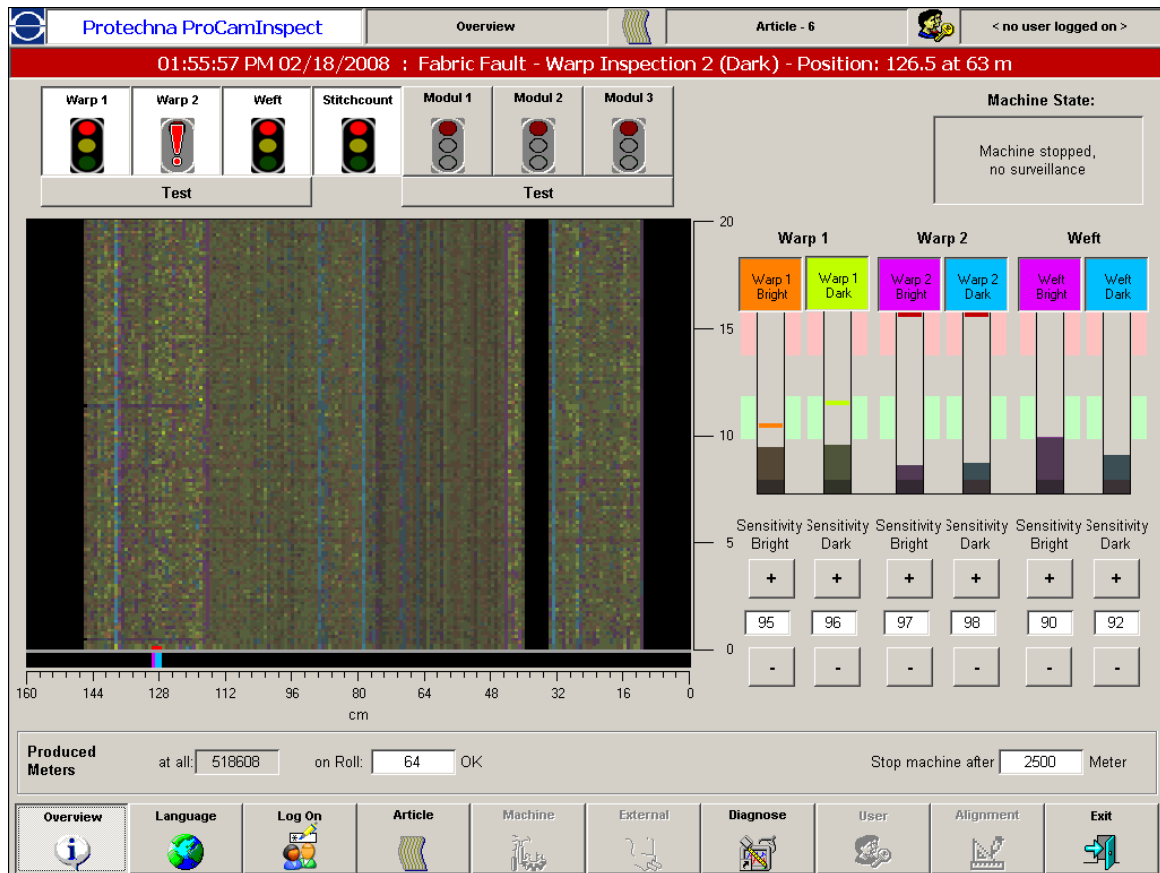 Protechna ProCamInspect
Overview
Article - 6
< no user logged on >
01:55:57 PM 02/18/2008 : Fabric Fault - Warp Inspection 2 (Dark) - Position: 126.5 at 63 m
Warp 1 Warp 2 Weft Stitchcount Modul 1 Modul 2 Modul 3
Test Test
Machine State:
Machine stopped,
no surveillance
20
15
10
5
0
Warp 1 Warp 2 Weft
Warp 1 Bright
Warp 1 Dark
Warp 2 Bright
Warp 2 Dark
Weft Bright
Weft Dark
Sensitivity Bright
Sensitivity Dark
Sensitivity Bright
Sensitivity Dark
Sensitivity Bright
Sensitivity Dark
+ + + + + +
95 96 97 98 90 92
- - - - - -
160 144 128 112 96 80 64 48 32 16 0
cm
Produced Meters
at all: 518608 on Roll: 64 OK
Stop machine after 2500 Meter
Overview Language Log On Article Machine External Diagnose User Alignment Exit